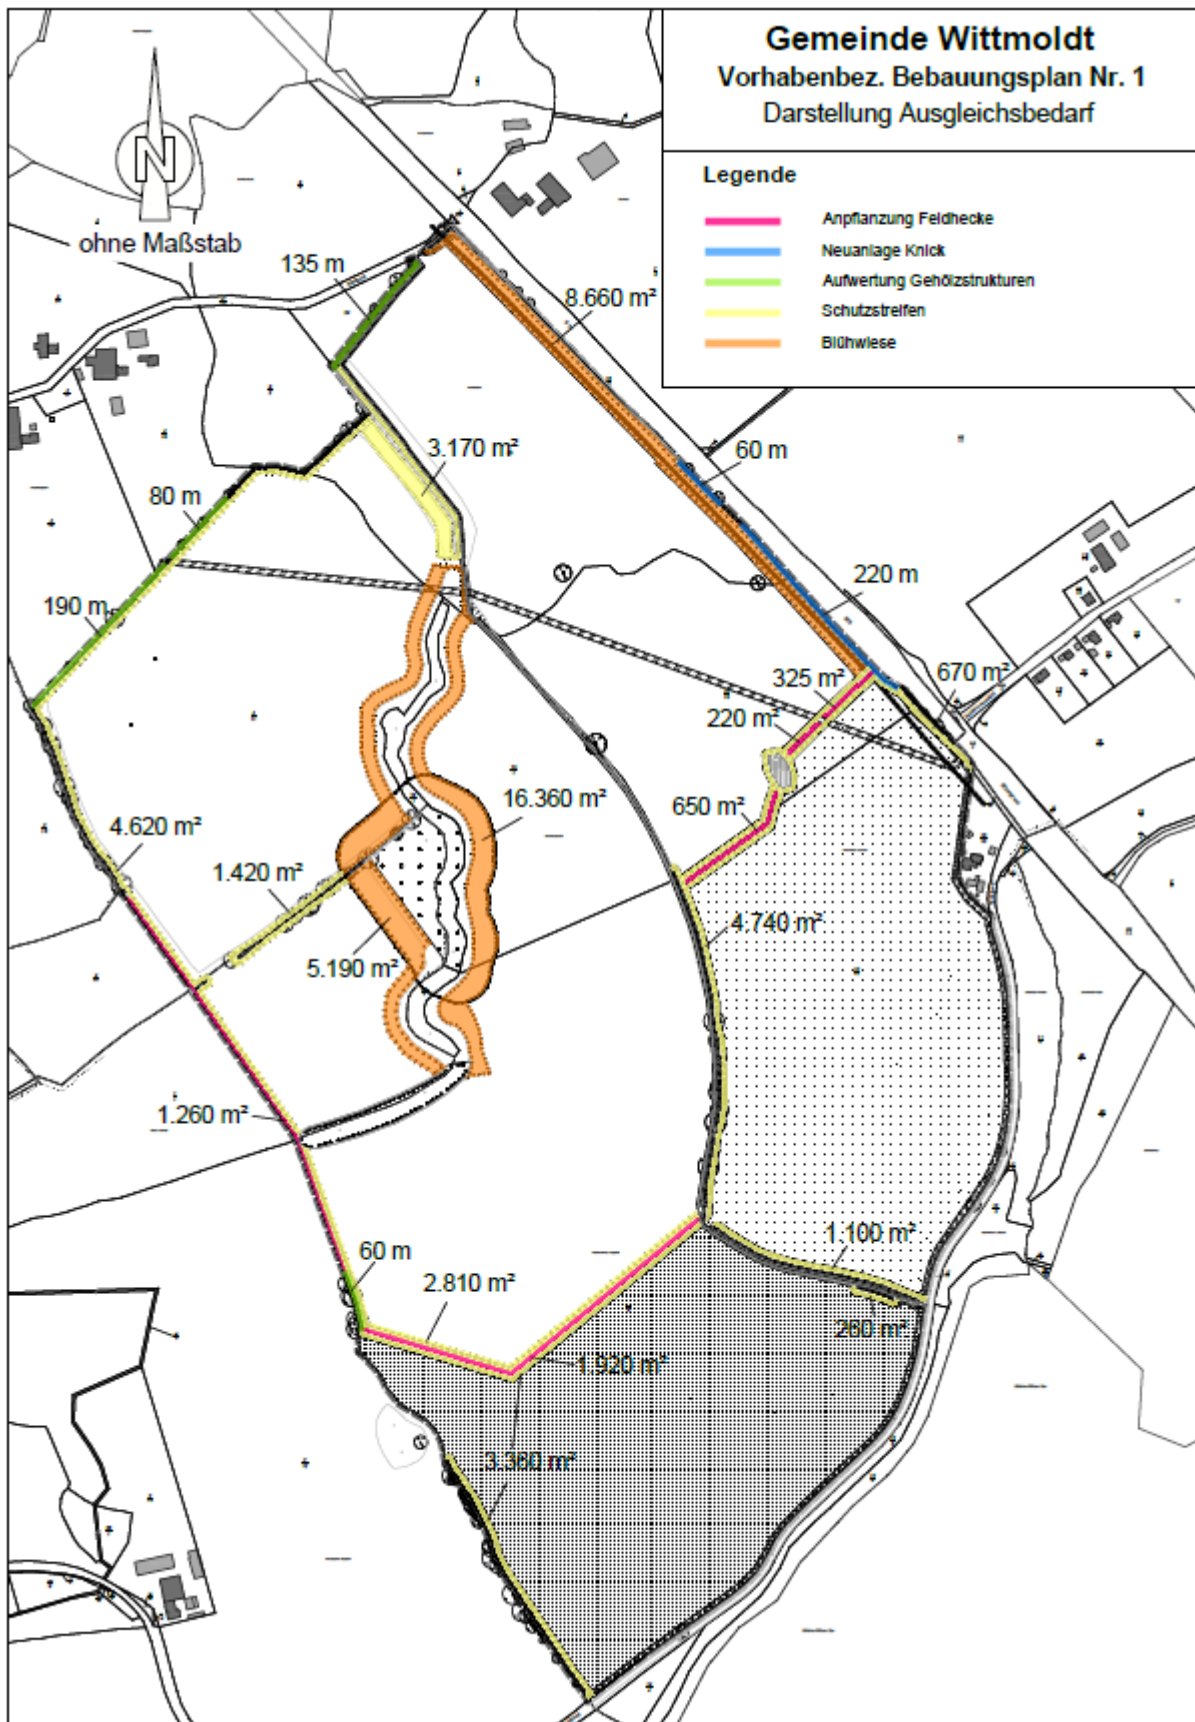 Gemeinde Wittmoldt
Vorhabenbez. Bebauungsplan Nr. 1
Darstellung Ausgleichsbedarf
Legende
Anpflanzung Feldhecke
Neuanlage Knick
Aufwertung Gehölzstrukturen
Schutzstreifen
Blühwiese
N
ohne Maßstab
135 m
8.660 m²
3.170 m²
60 m
80 m
220 m
190 m
325 m²
670 m²
220 m²
16.360 m²
650 m²
4.620 m²
1.420 m²
4.740 m²
5.190 m²
1.260 m²
1.100 m²
60 m
2.810 m²
260 m²
1.920 m²
3.360 m²